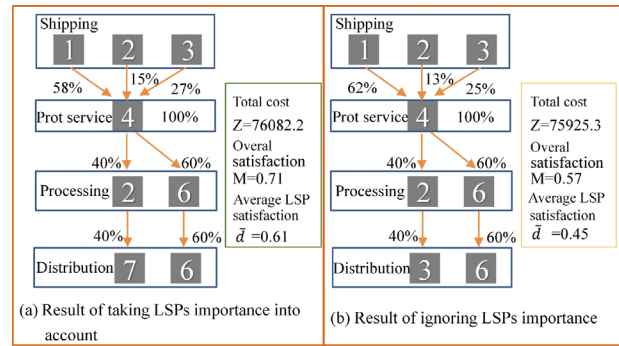 Shipping
1 2 3
58% 15% 27%
Prot service 4 100%
40% 60%
Processing 2 6
40% 60%
Distribution 7 6
Total cost
Z=76082.2
Overal
satisfaction
M=0.71
Average LSP
satisfaction
d̄ =0.61
(a) Result of taking LSPs importance into
account
Shipping
1 2 3
62% 13% 25%
Prot service 4 100%
40% 60%
Processing 2 6
40% 60%
Distribution 3 6
Total cost
Z=75925.3
Overal
satisfaction
M=0.57
Average LSP
satisfaction
d̄ =0.45
(b) Result of ignoring LSPs importance